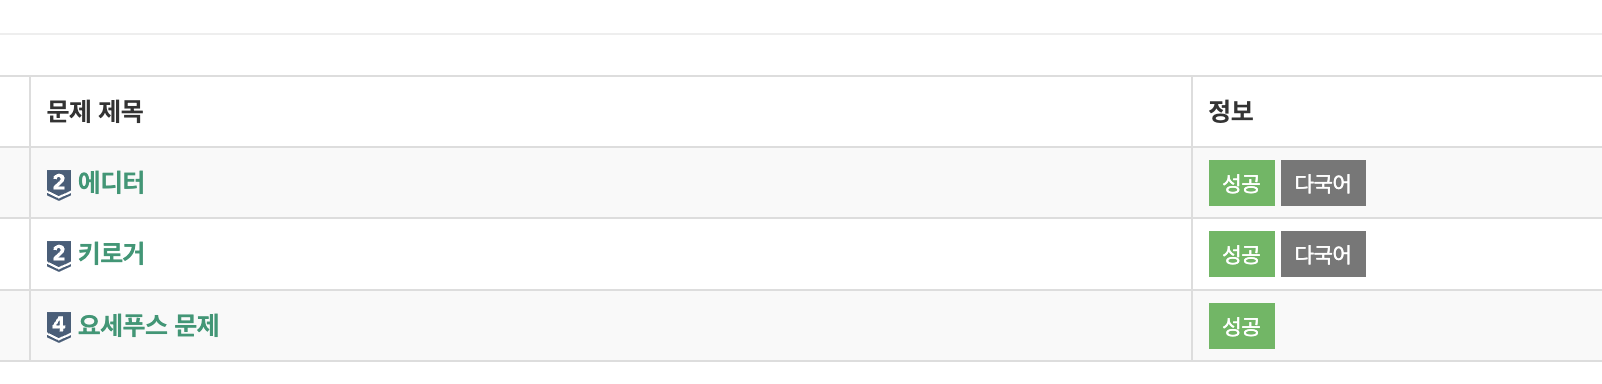 문제 제목 정보
2 에디터 성공 다국어
2 키로거 성공 다국어
4 요세푸스 문제 성공